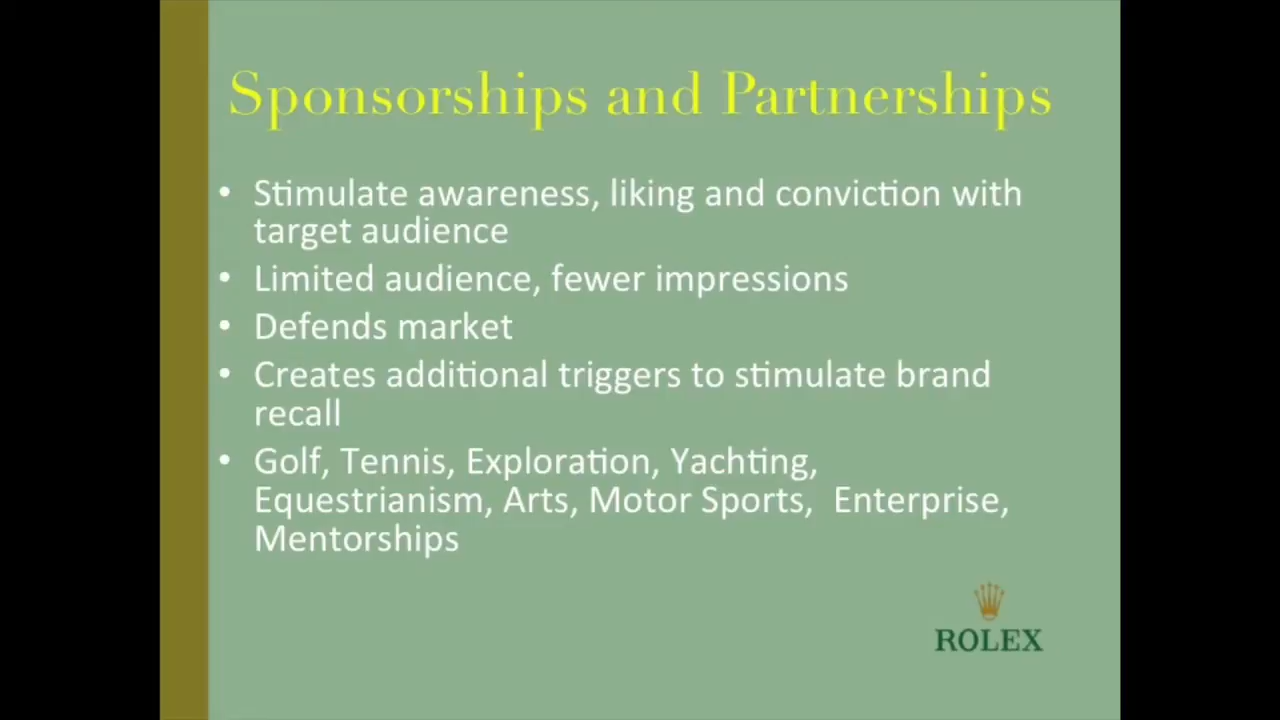 Sponsorships and Partnerships
• Stimulate awareness, liking and conviction with
target audience
• Limited audience, fewer impressions
• Defends market
• Creates additional triggers to stimulate brand
recall
• Golf, Tennis, Exploration, Yachting,
Equestrianism, Arts, Motor Sports,  Enterprise,
Mentorships
ROLEX